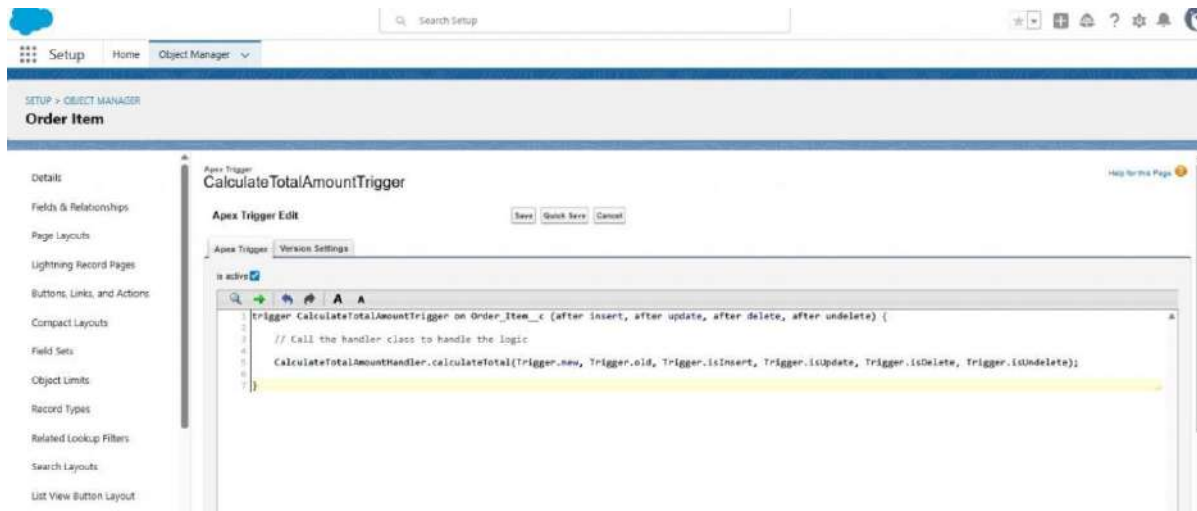 Search Setup
Setup Home Object Manager
SETUP > OBJECT MANAGER
Order Item
Details
Fields & Relationships
Page Layouts
Lightning Record Pages
Buttons, Links, and Actions
Compact Layouts
Field Sets
Object Limits
Record Types
Related Lookup Filters
Search Layouts
List View Button Layout
Apex Trigger
CalculateTotalAmountTrigger
Help for this Page
Apex Trigger Edit
Save Quick Save Cancel
Apex Trigger Version Settings
is active
A A
1 trigger CalculateTotalAmountTrigger on Order_Item__c (after insert, after update, after delete, after undelete) {
2
3 // Call the handler class to handle the logic
4
5 CalculateTotalAmountHandler.calculateTotal(Trigger.new, Trigger.old, Trigger.isInsert, Trigger.isUpdate, Trigger.isDelete, Trigger.isUndelete);
6
7 }